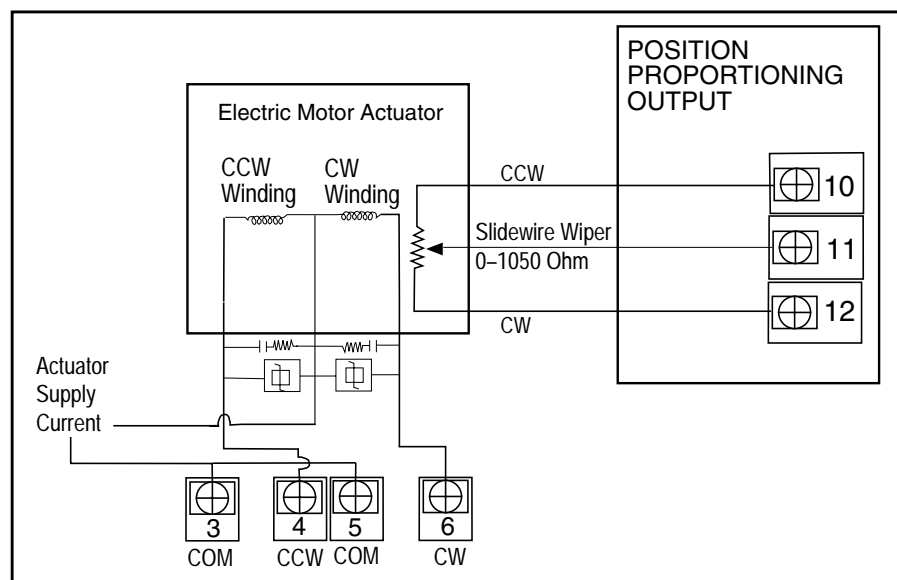 POSITION
PROPORTIONING
OUTPUT
Electric Motor Actuator
CCW
Winding
CW
Winding
CCW
10
Slidewire Wiper
0–1050 Ohm
11
12
CW
Actuator
Supply
Current
3
4
5
6
COM
CCW
COM
CW